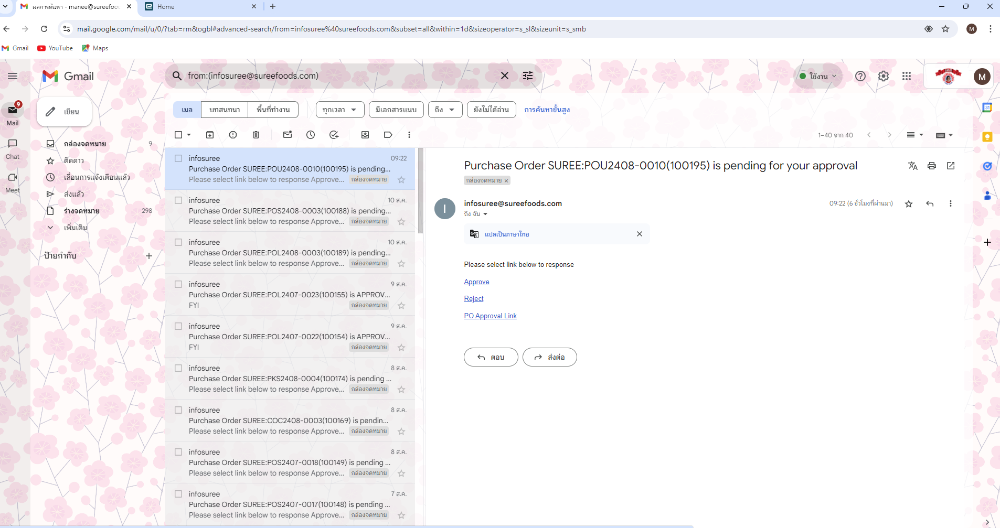 ผลการค้นหา - manee@sureefoo
Home
mail.google.com/mail/u/0/?tab=rm&ogbl#advanced-search/from=infosuree%40sureefoods.com&subset=all&within=1d&sizeoperator=s_sl&sizeunit=s_smb
M
Gmail
YouTube
Maps
Gmail
from:(infosuree@sureefoods.com)
ใช้งาน
M
9
Mail
Chat
Meet
เขียน
กล่องจดหมาย 9
ติดดาว
เลื่อนการแจ้งเตือนแล้ว
ส่งแล้ว
ร่างจดหมาย 298
เพิ่มเติม
ป้ายกำกับ
เมล บทสนทนา พื้นที่ทำงาน ทุกเวลา มีเอกสารแนบ ถึง ยังไม่ได้อ่าน การค้นหาขั้นสูง
1–40 จาก 40
infosuree 09:22
Purchase Order SUREE:POU2408-0010(100195) is pending...
Please select link below to response Approve... กล่องจดหมาย
infosuree 10 ส.ค.
Purchase Order SUREE:POS2408-0003(100188) is pending...
Please select link below to response Approve... กล่องจดหมาย
infosuree 10 ส.ค.
Purchase Order SUREE:POL2408-0003(100189) is pending...
Please select link below to response Approve... กล่องจดหมาย
infosuree 9 ส.ค.
Purchase Order SUREE:POL2407-0023(100155) is APPROV...
FYI กล่องจดหมาย
infosuree 9 ส.ค.
Purchase Order SUREE:POL2407-0022(100154) is APPROV...
FYI กล่องจดหมาย
infosuree 8 ส.ค.
Purchase Order SUREE:PKS2408-0004(100174) is pending ...
Please select link below to response Approve... กล่องจดหมาย
infosuree 8 ส.ค.
Purchase Order SUREE:COC2408-0003(100169) is pendin...
Please select link below to response Approve... กล่องจดหมาย
infosuree 8 ส.ค.
Purchase Order SUREE:POS2407-0018(100149) is pending ...
Please select link below to response Approve... กล่องจดหมาย
infosuree 7 ส.ค.
Purchase Order SUREE:POS2407-0017(100148) is pending ...
Please select link below to response Approve... กล่องจดหมาย
Purchase Order SUREE:POU2408-0010(100195) is pending for your approval
กล่องจดหมาย ×
I
infosuree@sureefoods.com 09:22 (6 ชั่วโมงที่ผ่านมา)
ถึง ฉัน
แปลเป็นภาษาไทย
Please select link below to response
Approve
Reject
PO Approval Link
ตอบ ส่งต่อ
31